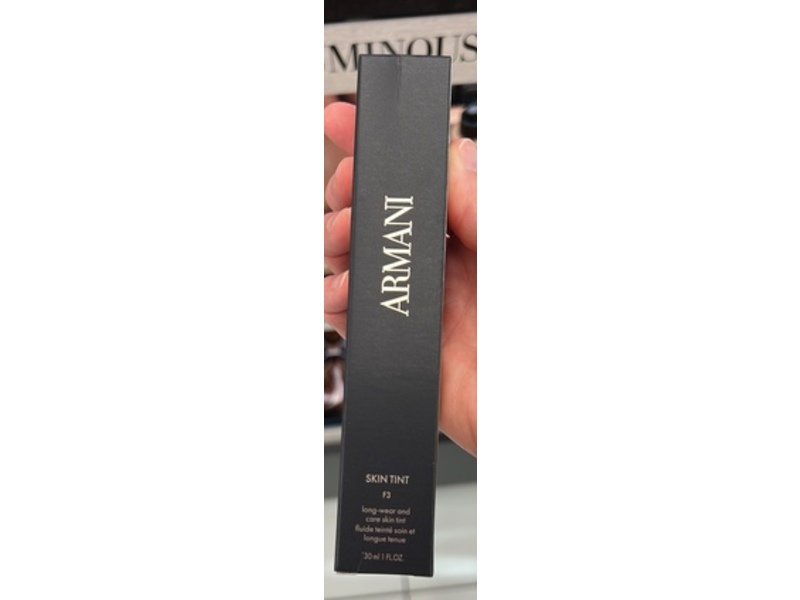 MINOUS
ARMANI
SKIN TINT
F3
long-wear and
care skin tint
fluide teinté soin et
longue tenue
30 ml 1 FL.OZ.